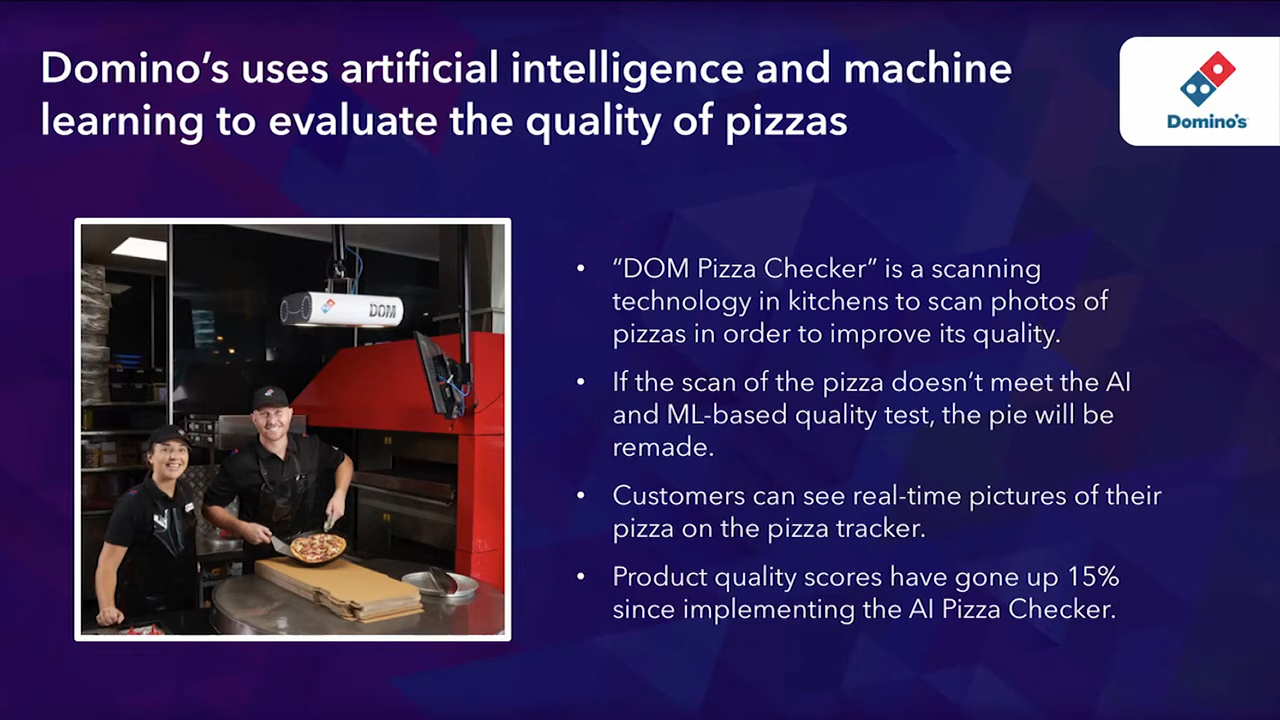 Domino’s uses artificial intelligence and machine
learning to evaluate the quality of pizzas
Domino's
DOM
• “DOM Pizza Checker” is a scanning
technology in kitchens to scan photos of
pizzas in order to improve its quality.
• If the scan of the pizza doesn’t meet the AI
and ML-based quality test, the pie will be
remade.
• Customers can see real-time pictures of their
pizza on the pizza tracker.
• Product quality scores have gone up 15%
since implementing the AI Pizza Checker.